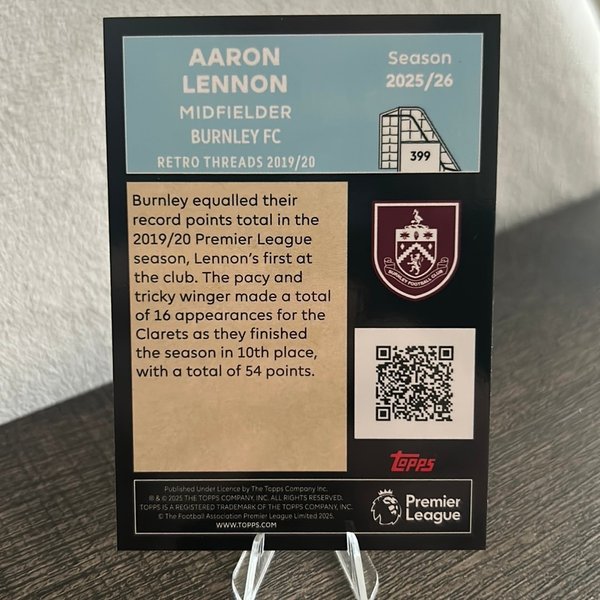 AARON
LENNON
MIDFIELDER
BURNLEY FC
RETRO THREADS 2019/20
Season
2025/26
399
Burnley equalled their
record points total in the
2019/20 Premier League
season, Lennon's first at
the club. The pacy and
tricky winger made a total
of 16 appearances for the
Clarets as they finished
the season in 10th place,
with a total of 54 points.
BURNLEY FOOTBALL CLUB
Topps
Published Under Licence by The Topps Company Inc.
® & © 2025 THE TOPPS COMPANY, INC. ALL RIGHTS RESERVED.
TOPPS IS A REGISTERED TRADEMARK OF THE TOPPS COMPANY, INC.
© The Football Association Premier League Limited 2025.
WWW.TOPPS.COM
Premier
League